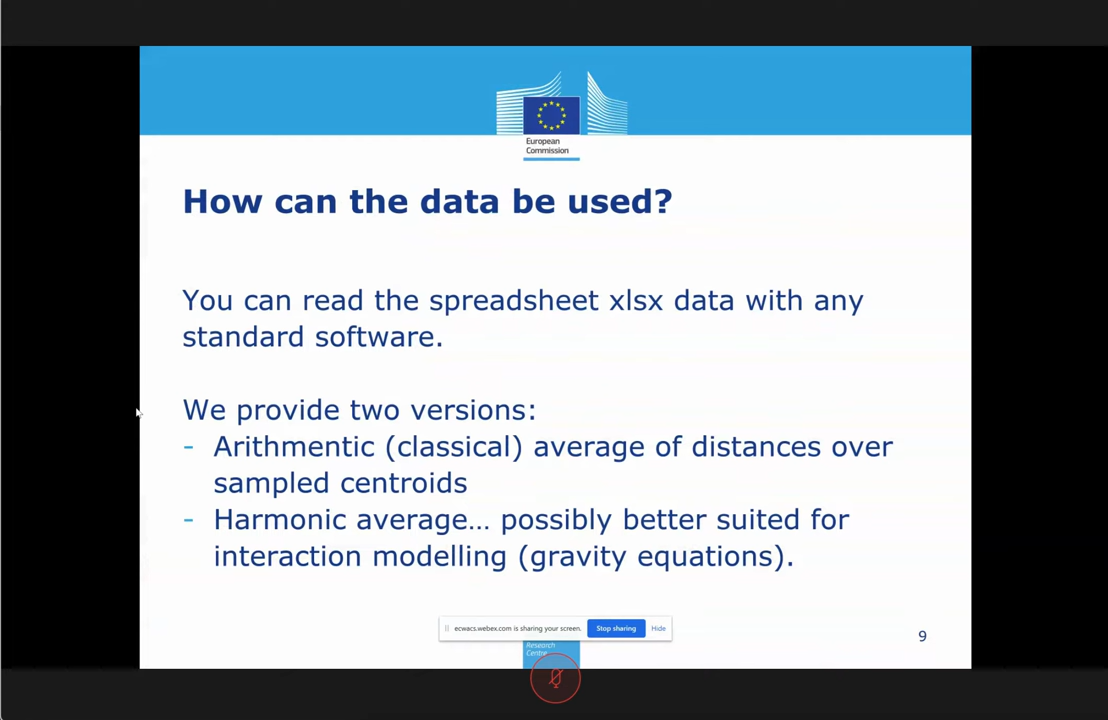 European
Commission
How can the data be used?
You can read the spreadsheet xlsx data with any
standard software.
We provide two versions:
- Arithmentic (classical) average of distances over
sampled centroids
- Harmonic average... possibly better suited for
interaction modelling (gravity equations).
ecwacs.webex.com is sharing your screen.
Stop sharing
Hide
9
Research
Centre